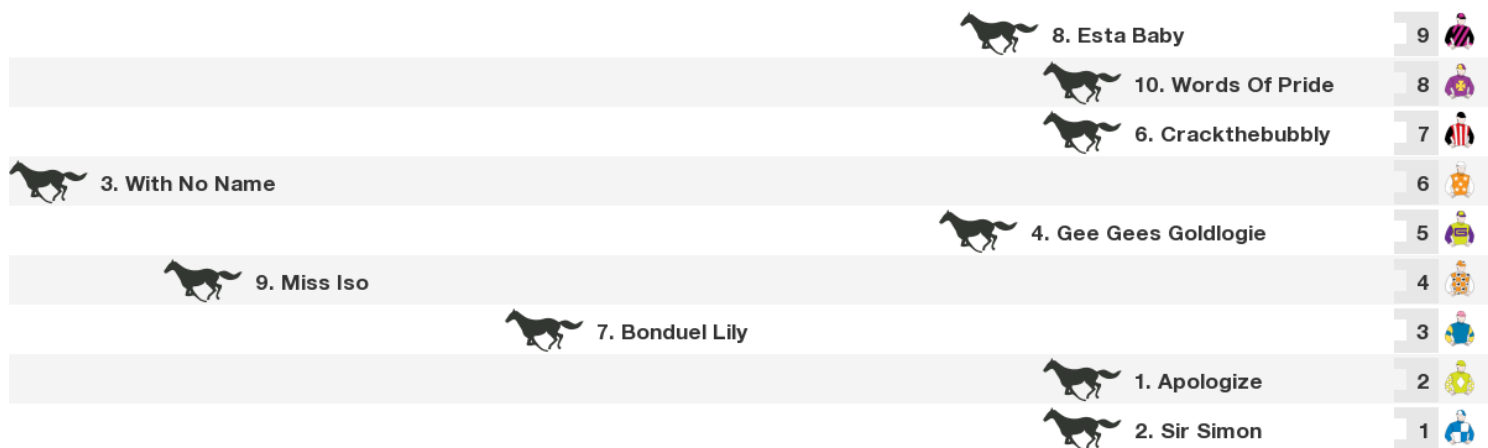 8. Esta Baby 9
10. Words Of Pride 8
6. Crackthebubbly 7
3. With No Name 6
4. Gee Gees Goldlogie 5
9. Miss Iso 4
7. Bonduel Lily 3
1. Apologize 2
2. Sir Simon 1